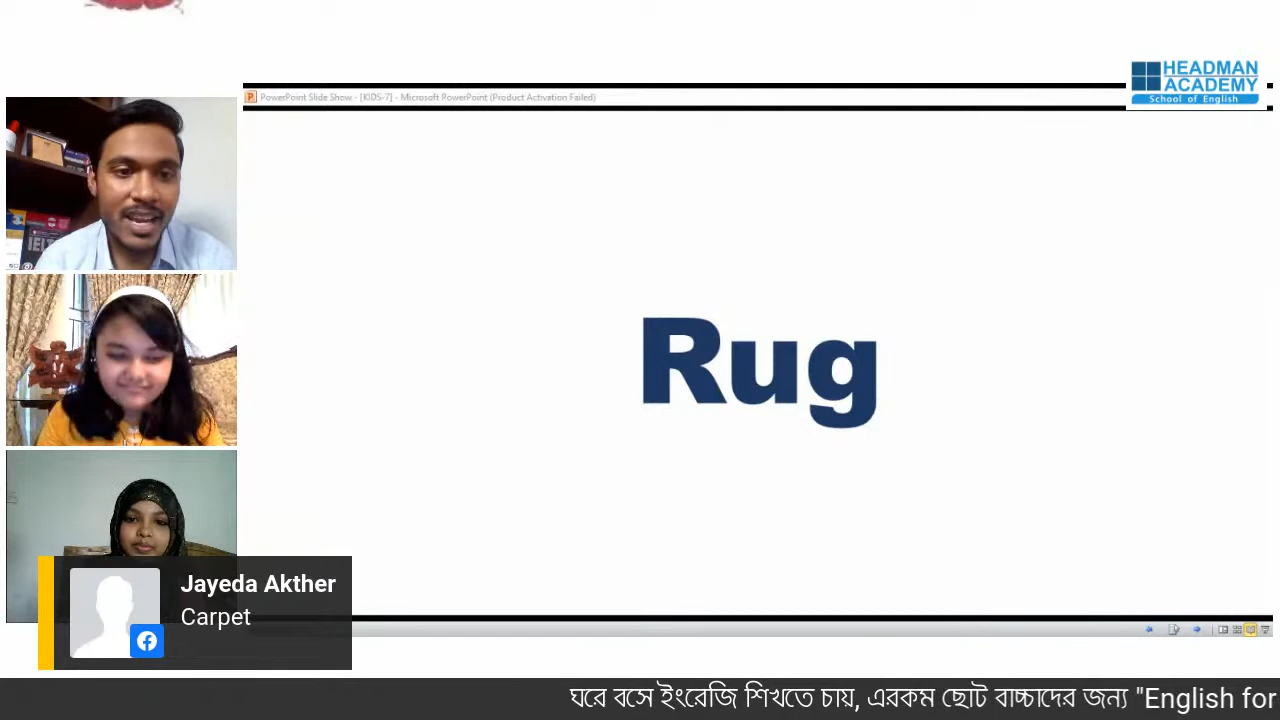 HEADMAN
ACADEMY
School of English
PowerPoint Slide Show - [KIDS-7] - Microsoft PowerPoint (Product Activation Failed)
IELT
Rug
Jayeda Akther
Carpet
ঘরে বসে ইংরেজি শিখতে চায়, এরকম ছোট বাচ্চাদের জন্য "English for